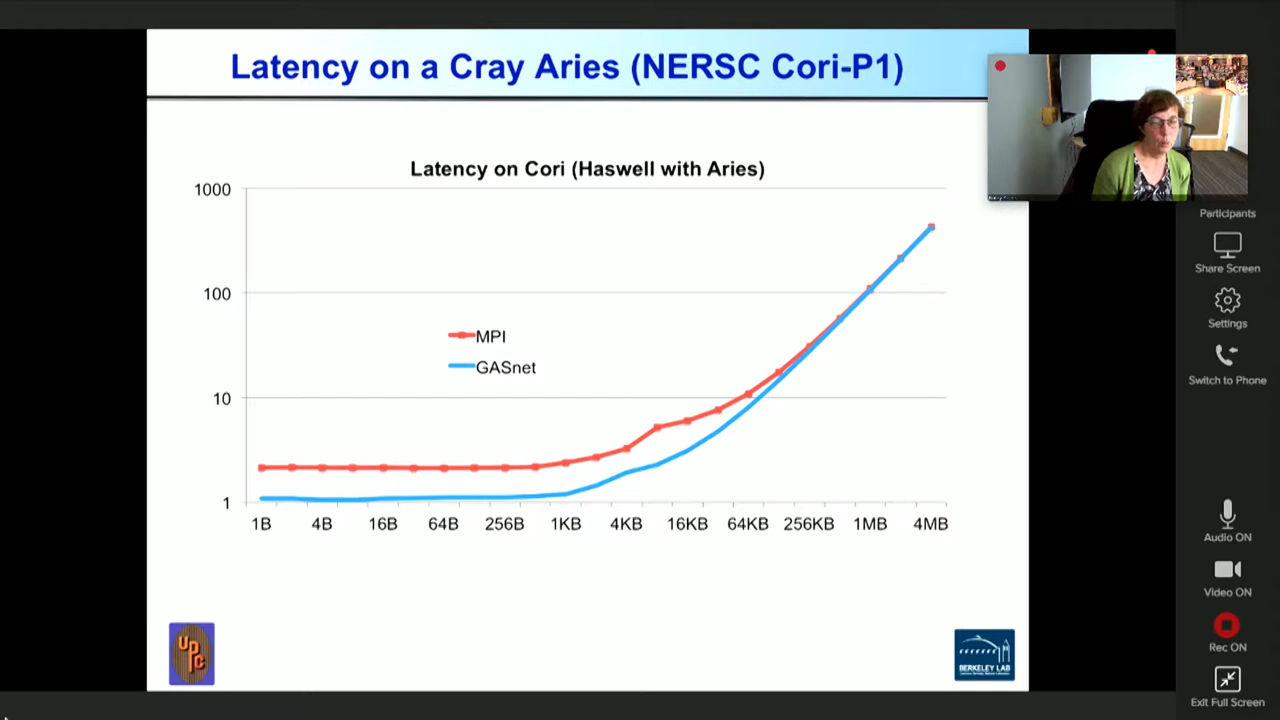 Latency on a Cray Aries (NERSC Cori-P1)
Latency on Cori (Haswell with Aries)
1000
100
10
1
MPI
GASnet
1B 4B 16B 64B 256B 1KB 4KB 16KB 64KB 256KB 1MB 4MB
UPC
BERKELEY LAB
Participants
Share Screen
Settings
Switch to Phone
Audio ON
Video ON
Rec ON
Exit Full Screen